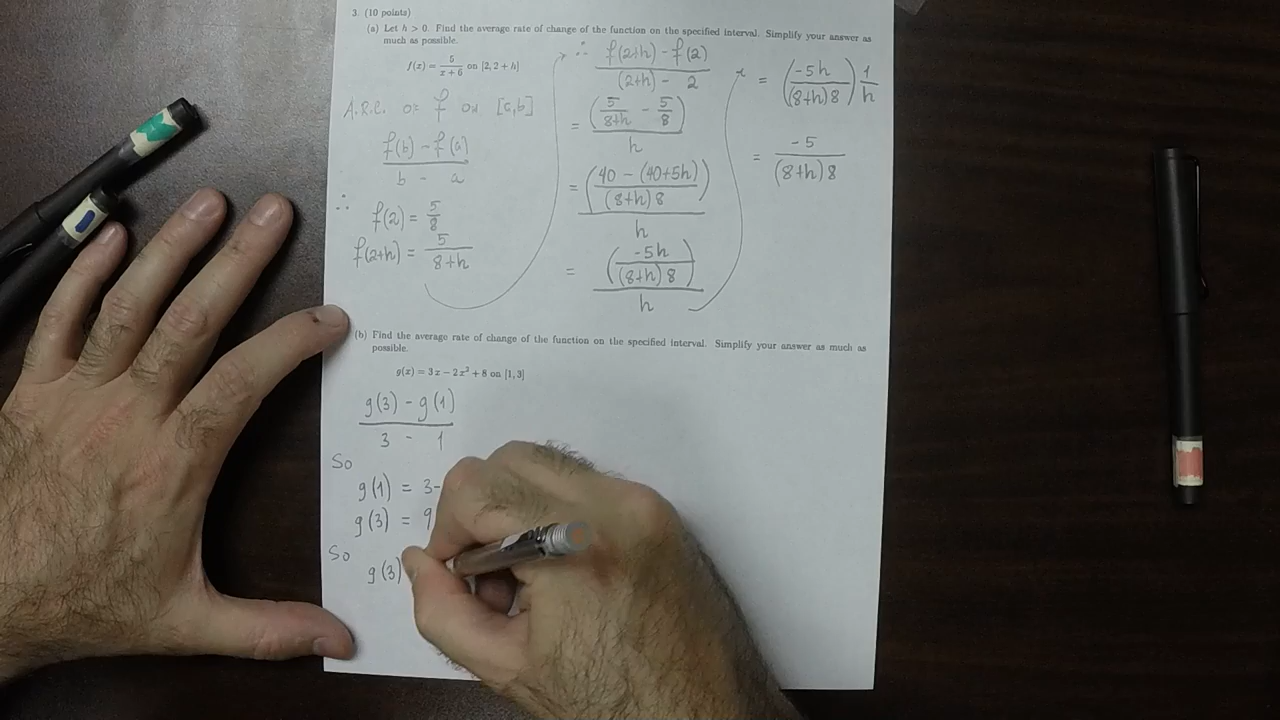 3. (10 points)
(a) Let h > 0. Find the average rate of change of the function on the specified interval. Simplify your answer as
much as possible.
f(x) = 5/(x + 6) on [2, 2 + h]
A.R.C. of f on [a,b]
(f(b) - f(a))/(b - a)
∴
f(2) = 5/8
f(2+h) = 5/(8+h)
∴ (f(2+h) - f(2))/((2+h) - 2)
= (5/(8+h) - 5/8)/h
= ((40 - (40+5h))/((8+h)8))/h
= ((-5h)/((8+h)8))/h
= ((-5h)/((8+h)8)) 1/h
= -5/((8+h)8)
(b) Find the average rate of change of the function on the specified interval. Simplify your answer as much as
possible.
g(x) = 3x − 2x² + 8 on [1, 3]
(g(3) - g(1))/(3 - 1)
So
g(1) = 3-
g(3) = 9
So
g(3)